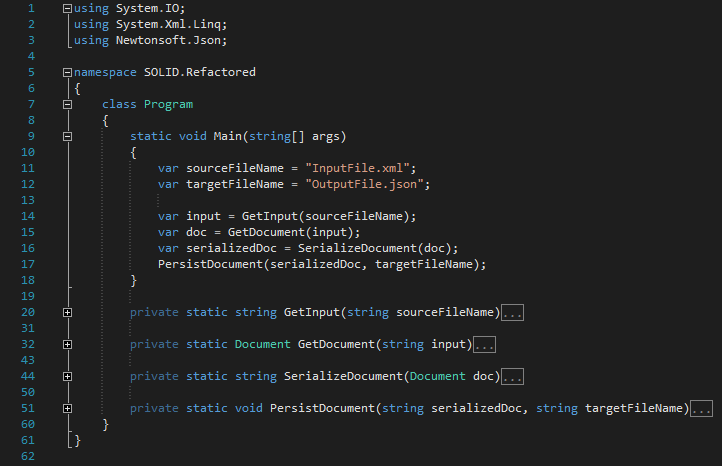 1 using System.IO;
2 using System.Xml.Linq;
3 using Newtonsoft.Json;
4
5 namespace SOLID.Refactored
6 {
7 class Program
8 {
9 static void Main(string[] args)
10 {
11 var sourceFileName = "InputFile.xml";
12 var targetFileName = "OutputFile.json";
13
14 var input = GetInput(sourceFileName);
15 var doc = GetDocument(input);
16 var serializedDoc = SerializeDocument(doc);
17 PersistDocument(serializedDoc, targetFileName);
18 }
19
20 private static string GetInput(string sourceFileName)...
31
32 private static Document GetDocument(string input)...
43
44 private static string SerializeDocument(Document doc)...
50
51 private static void PersistDocument(string serializedDoc, string targetFileName)...
60 }
61 }
62